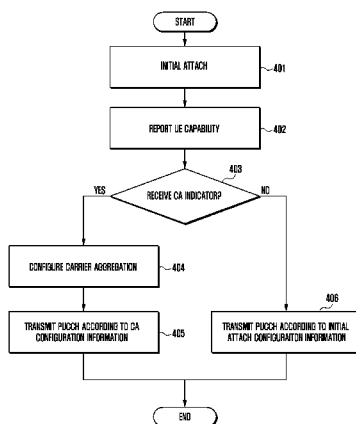 START
INITIAL ATTACH
401
REPORT UE CAPABILITY
402
403
RECEIVE CA INDICATOR?
YES
NO
CONFIGURE CARRIER AGGREGATION
404
406
TRANSMIT PUCCH ACCORDING TO CA
CONFIGURATION INFORMATION
405
TRANSMIT PUCCH ACCORDING TO INITIAL
ATTACH CONFIGURAITON INFORMATION
END